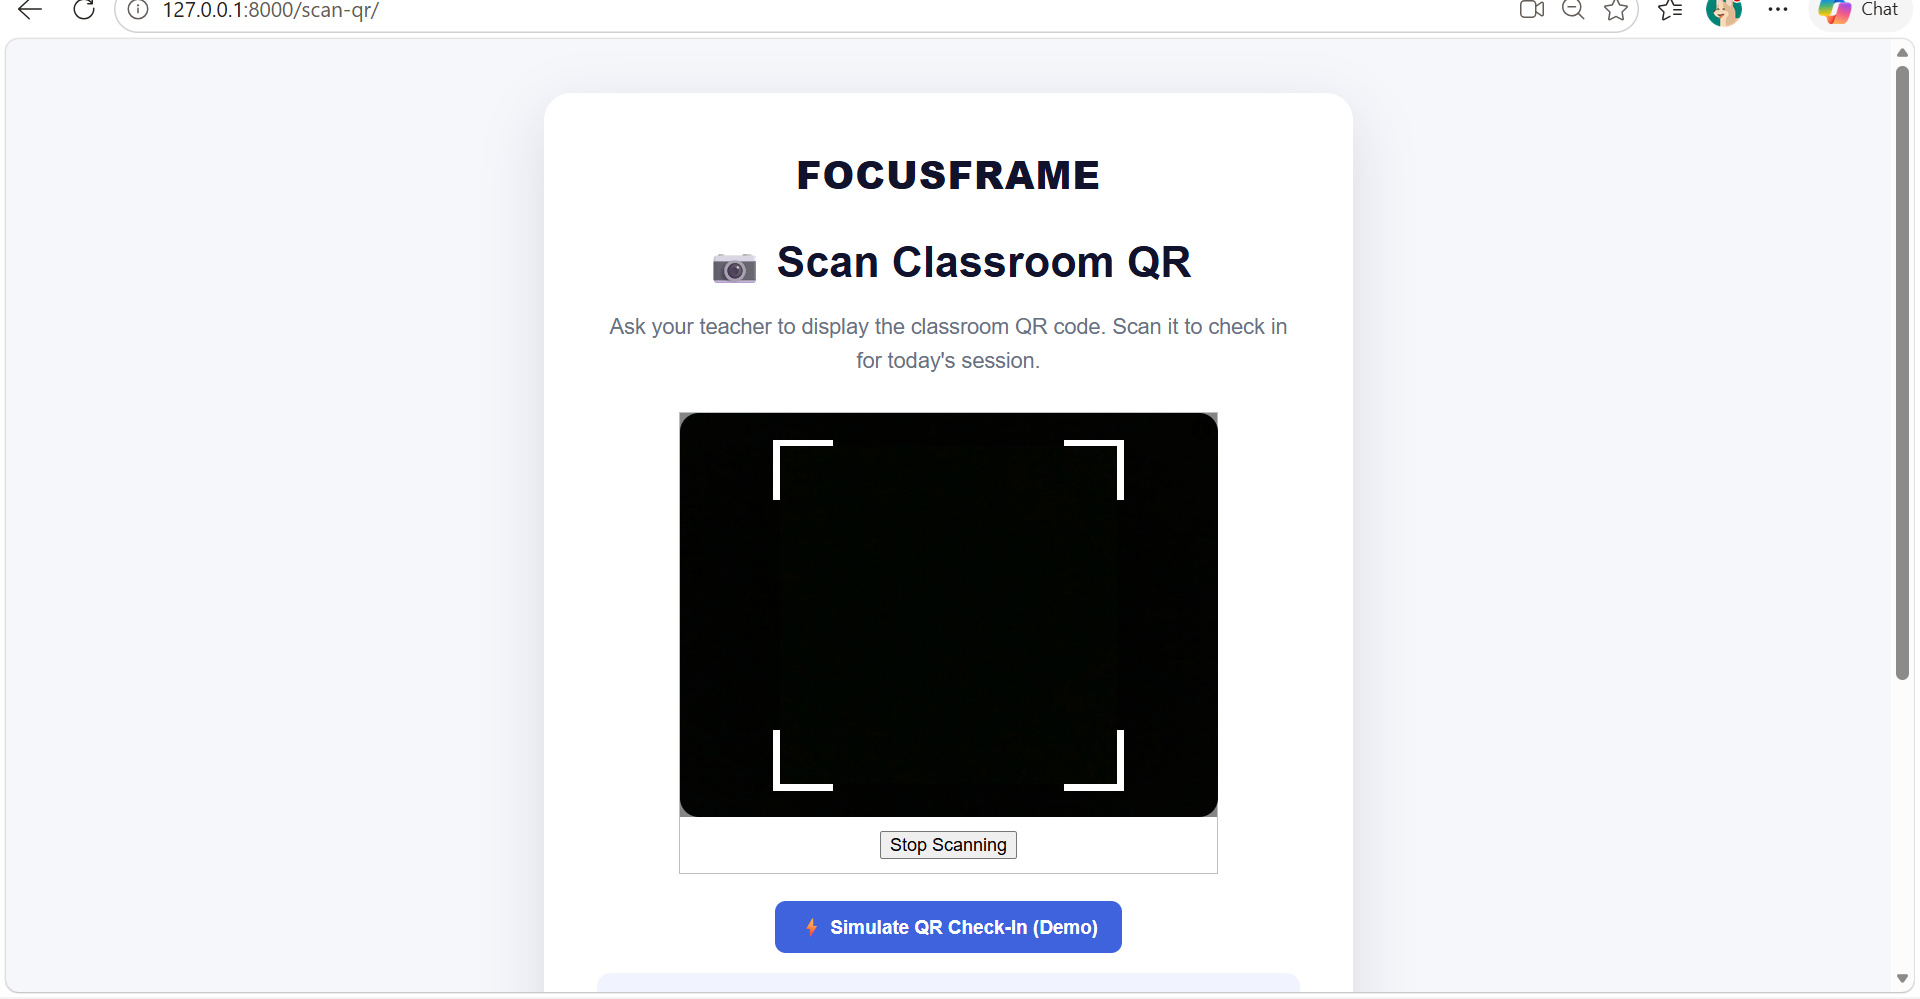 127.0.0.1:8000/scan-qr/
Chat
FOCUSFRAME
Scan Classroom QR
Ask your teacher to display the classroom QR code. Scan it to check in
for today's session.
Stop Scanning
Simulate QR Check-In (Demo)